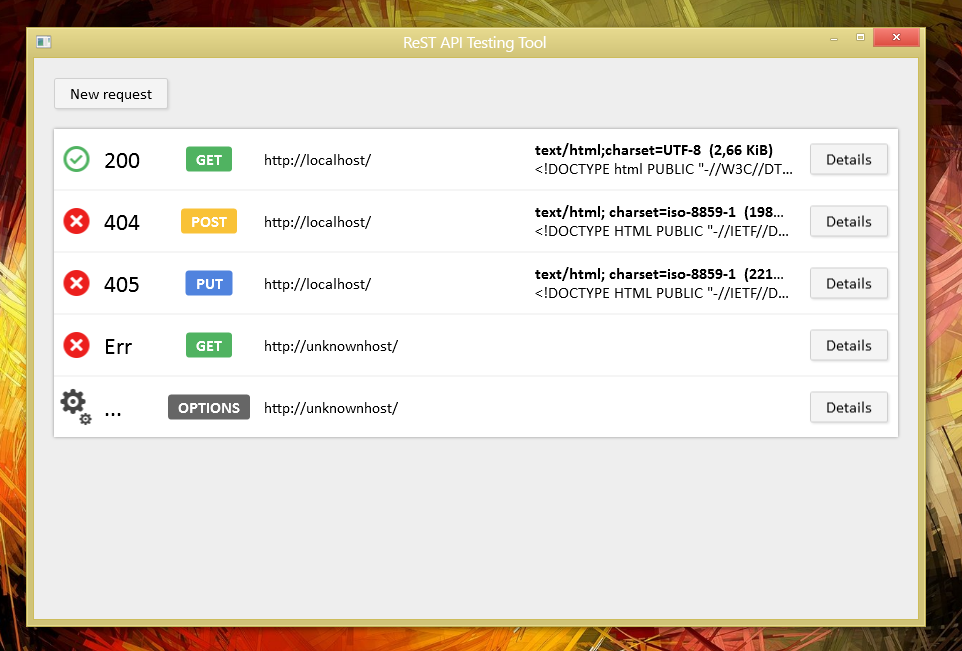 ReST API Testing Tool
New request
200 GET http://localhost/ text/html;charset=UTF-8 (2,66 KiB)
<!DOCTYPE html PUBLIC "-//W3C//DT...
Details
404 POST http://localhost/ text/html; charset=iso-8859-1 (198...
<!DOCTYPE HTML PUBLIC "-//IETF//D...
Details
405 PUT http://localhost/ text/html; charset=iso-8859-1 (221...
<!DOCTYPE HTML PUBLIC "-//IETF//D...
Details
Err GET http://unknownhost/ Details
... OPTIONS http://unknownhost/ Details